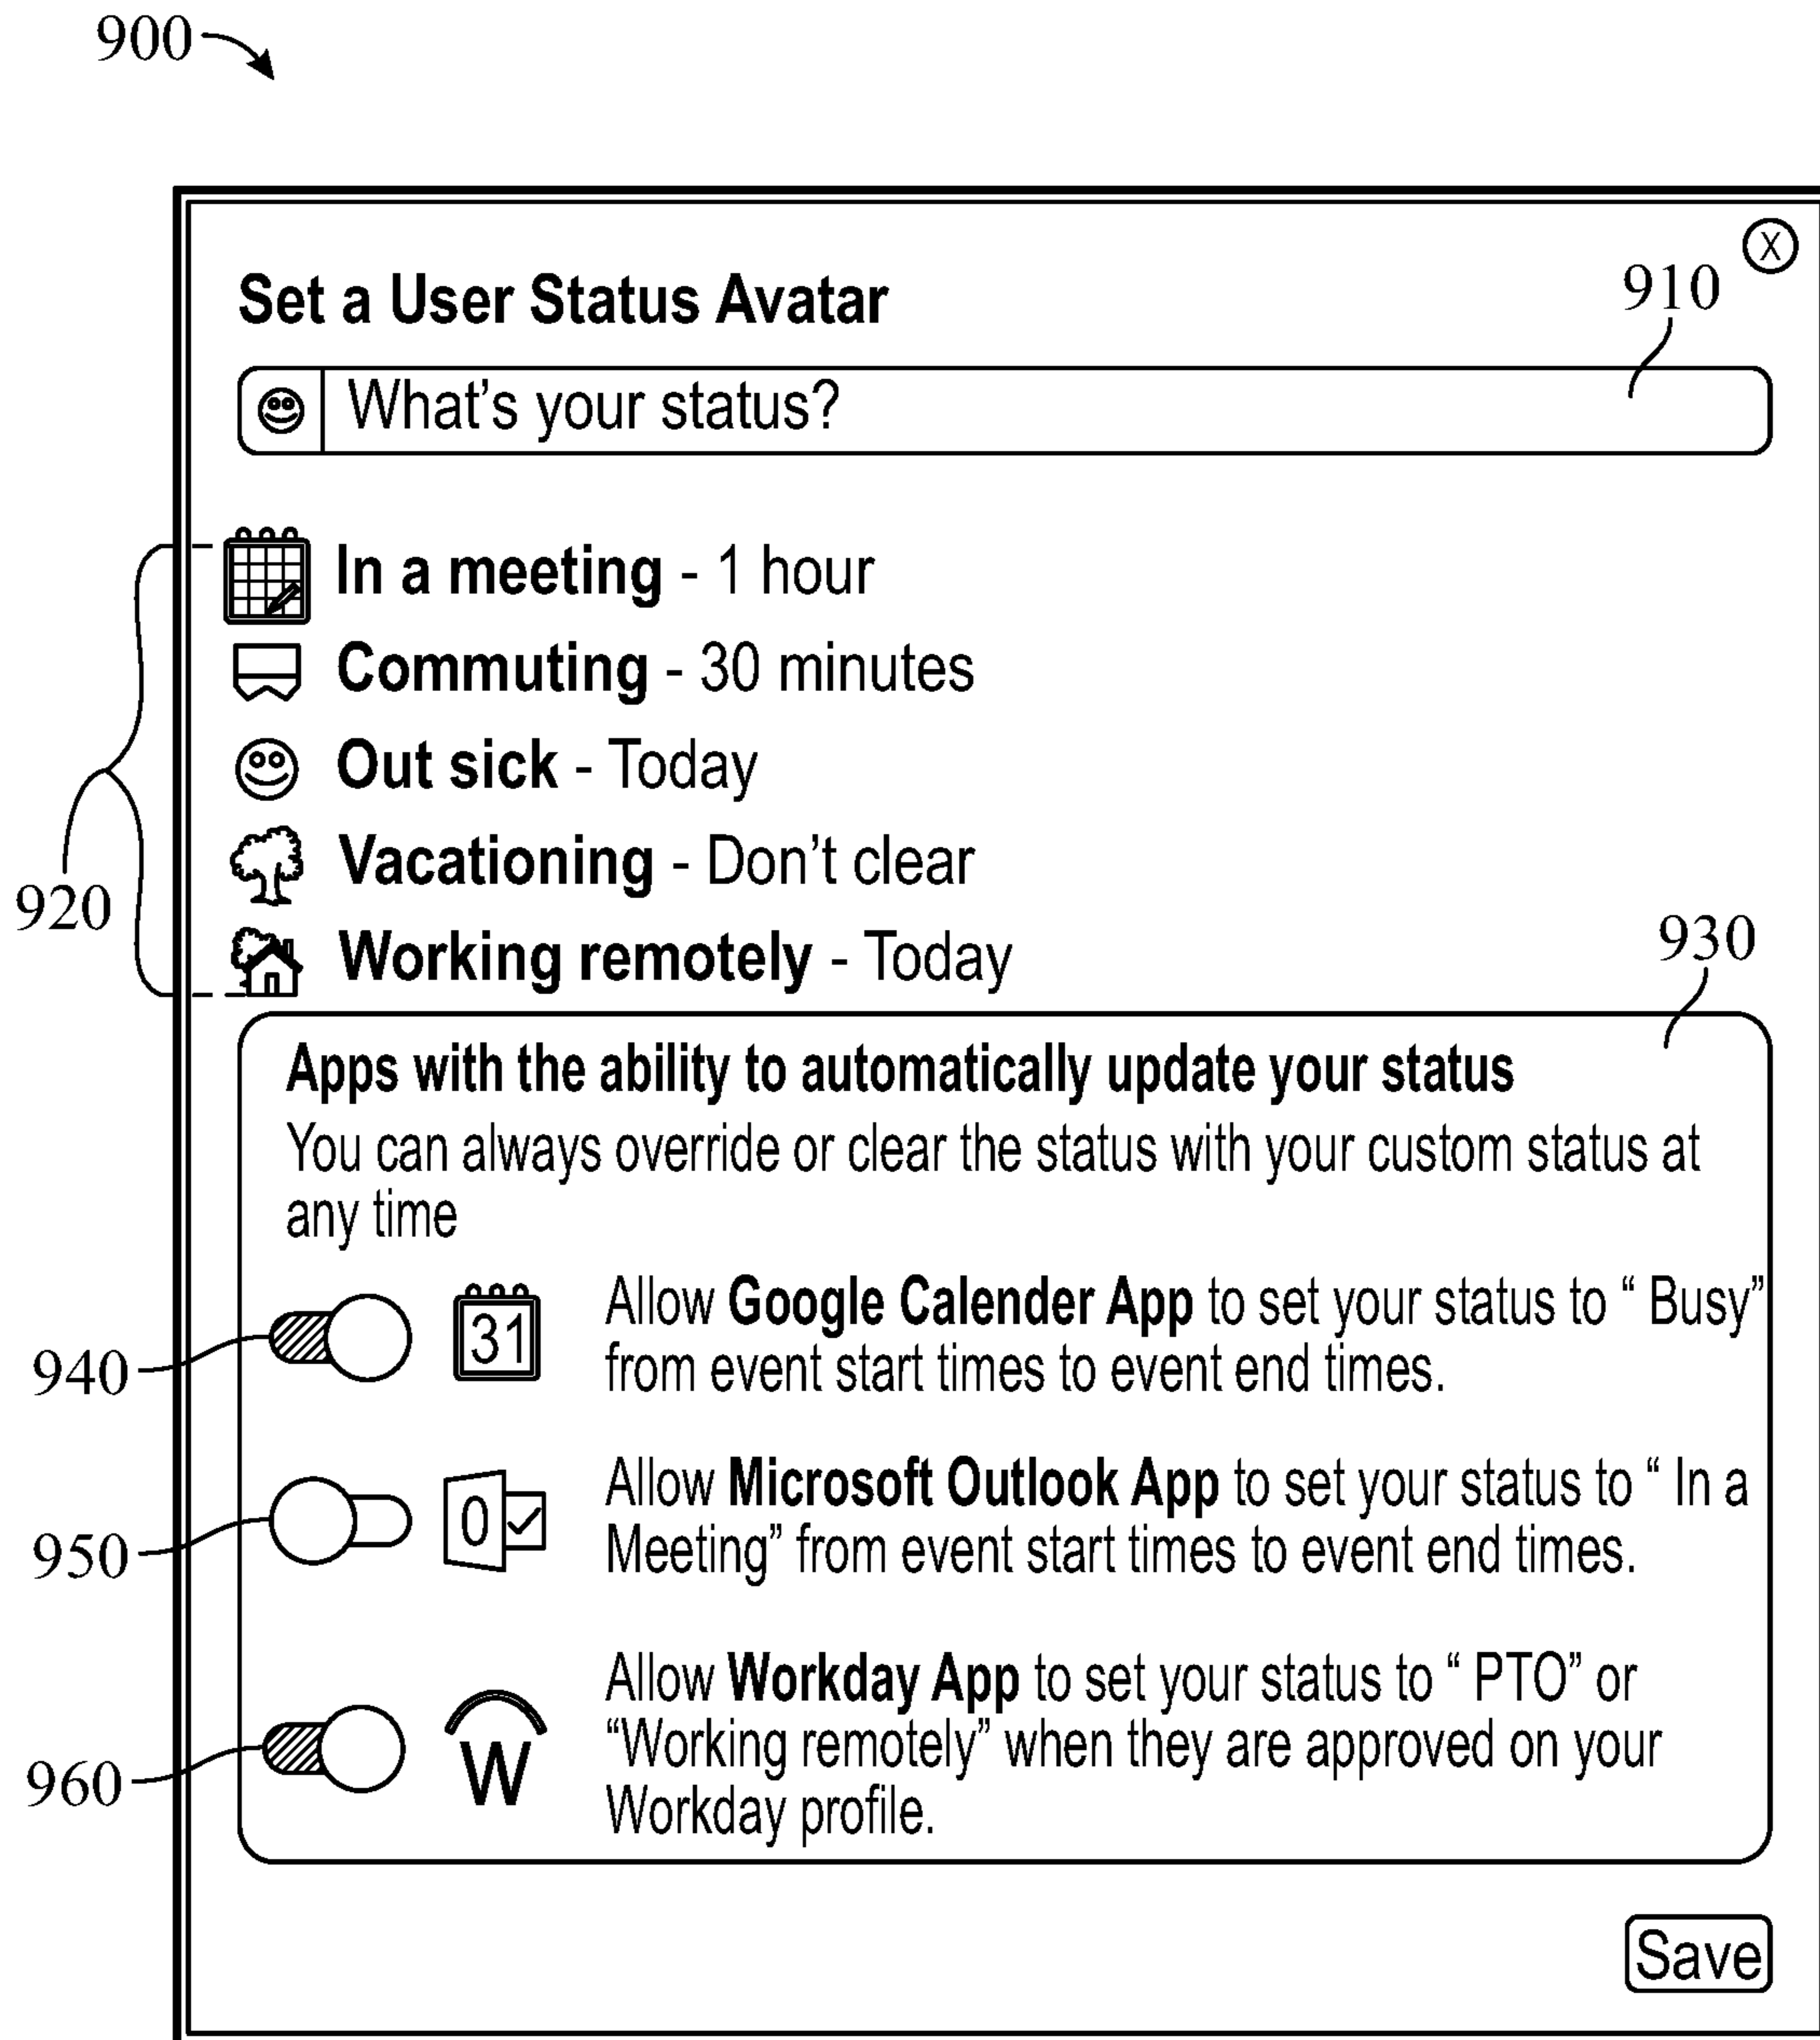 900
X
Set a User Status Avatar
910
What's your status?
In a meeting - 1 hour
Commuting - 30 minutes
Out sick - Today
Vacationing - Don't clear
920
Working remotely - Today
930
Apps with the ability to automatically update your status
You can always override or clear the status with your custom status at
any time
940
31
Allow Google Calender App to set your status to “ Busy”
from event start times to event end times.
950
0
Allow Microsoft Outlook App to set your status to “ In a
Meeting” from event start times to event end times.
960
W
Allow Workday App to set your status to “ PTO” or
“Working remotely” when they are approved on your
Workday profile.
Save